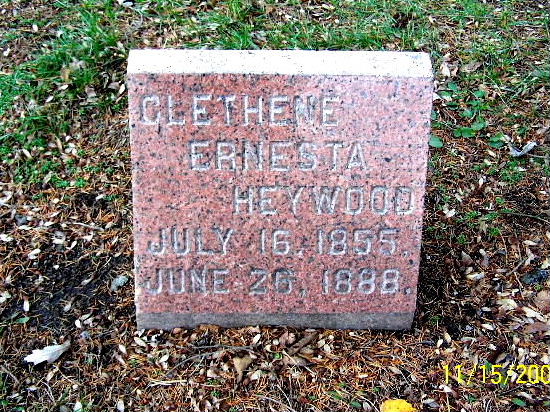 CLETHENE
ERNESTA
HEYWOOD
JULY 16, 1855
JUNE 26, 1888.
11/15/200